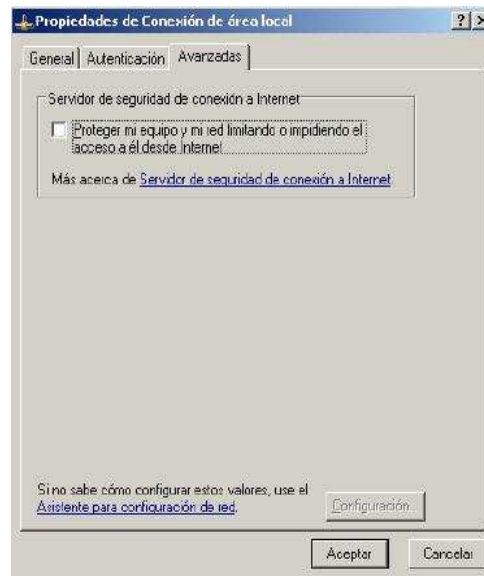 Propiedades de Conexión de área local
General Autenticación Avanzadas
Servidor de seguridad de conexión a Internet
Proteger mi equipo y mi red limitando o impidiendo el
acceso a él desde Internet
Más acerca de Servidor de seguridad de conexión a Internet.
Si no sabe cómo configurar estos valores, use el
Asistente para configuración de red.
Configuración...
Aceptar Cancelar